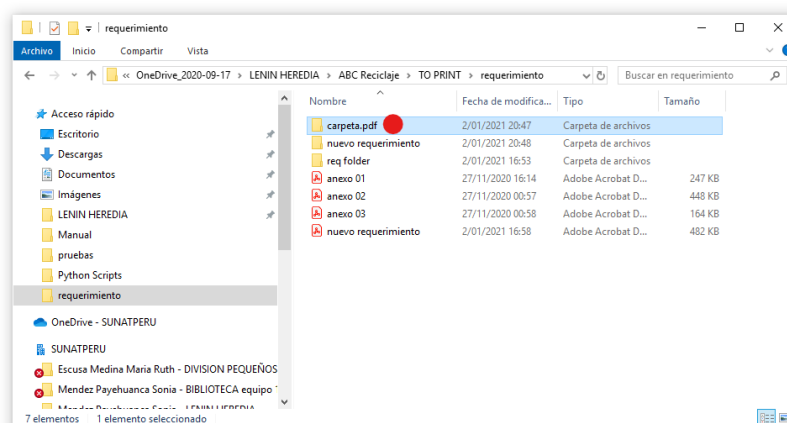 requerimiento
Archivo Inicio Compartir Vista
« OneDrive_2020-09-17 > LENIN HEREDIA > ABC Reciclaje > TO PRINT > requerimiento
Buscar en requerimiento
Acceso rápido
Escritorio
Descargas
Documentos
Imágenes
LENIN HEREDIA
Manual
pruebas
Python Scripts
requerimiento
OneDrive - SUNATPERU
SUNATPERU
Escusa Medina Maria Ruth - DIVISION PEQUEÑOS
Mendez Payehuanca Sonia - BIBLIOTECA equipo
Mendez Payehuanca Sonia - LENIN HEREDIA
Nombre Fecha de modifica... Tipo Tamaño
carpeta.pdf 2/01/2021 20:47 Carpeta de archivos
nuevo requerimiento 2/01/2021 20:48 Carpeta de archivos
req folder 2/01/2021 16:53 Carpeta de archivos
anexo 01 27/11/2020 16:14 Adobe Acrobat D... 247 KB
anexo 02 27/11/2020 00:57 Adobe Acrobat D... 448 KB
anexo 03 27/11/2020 00:58 Adobe Acrobat D... 164 KB
nuevo requerimiento 2/01/2021 16:58 Adobe Acrobat D... 482 KB
7 elementos 1 elemento seleccionado